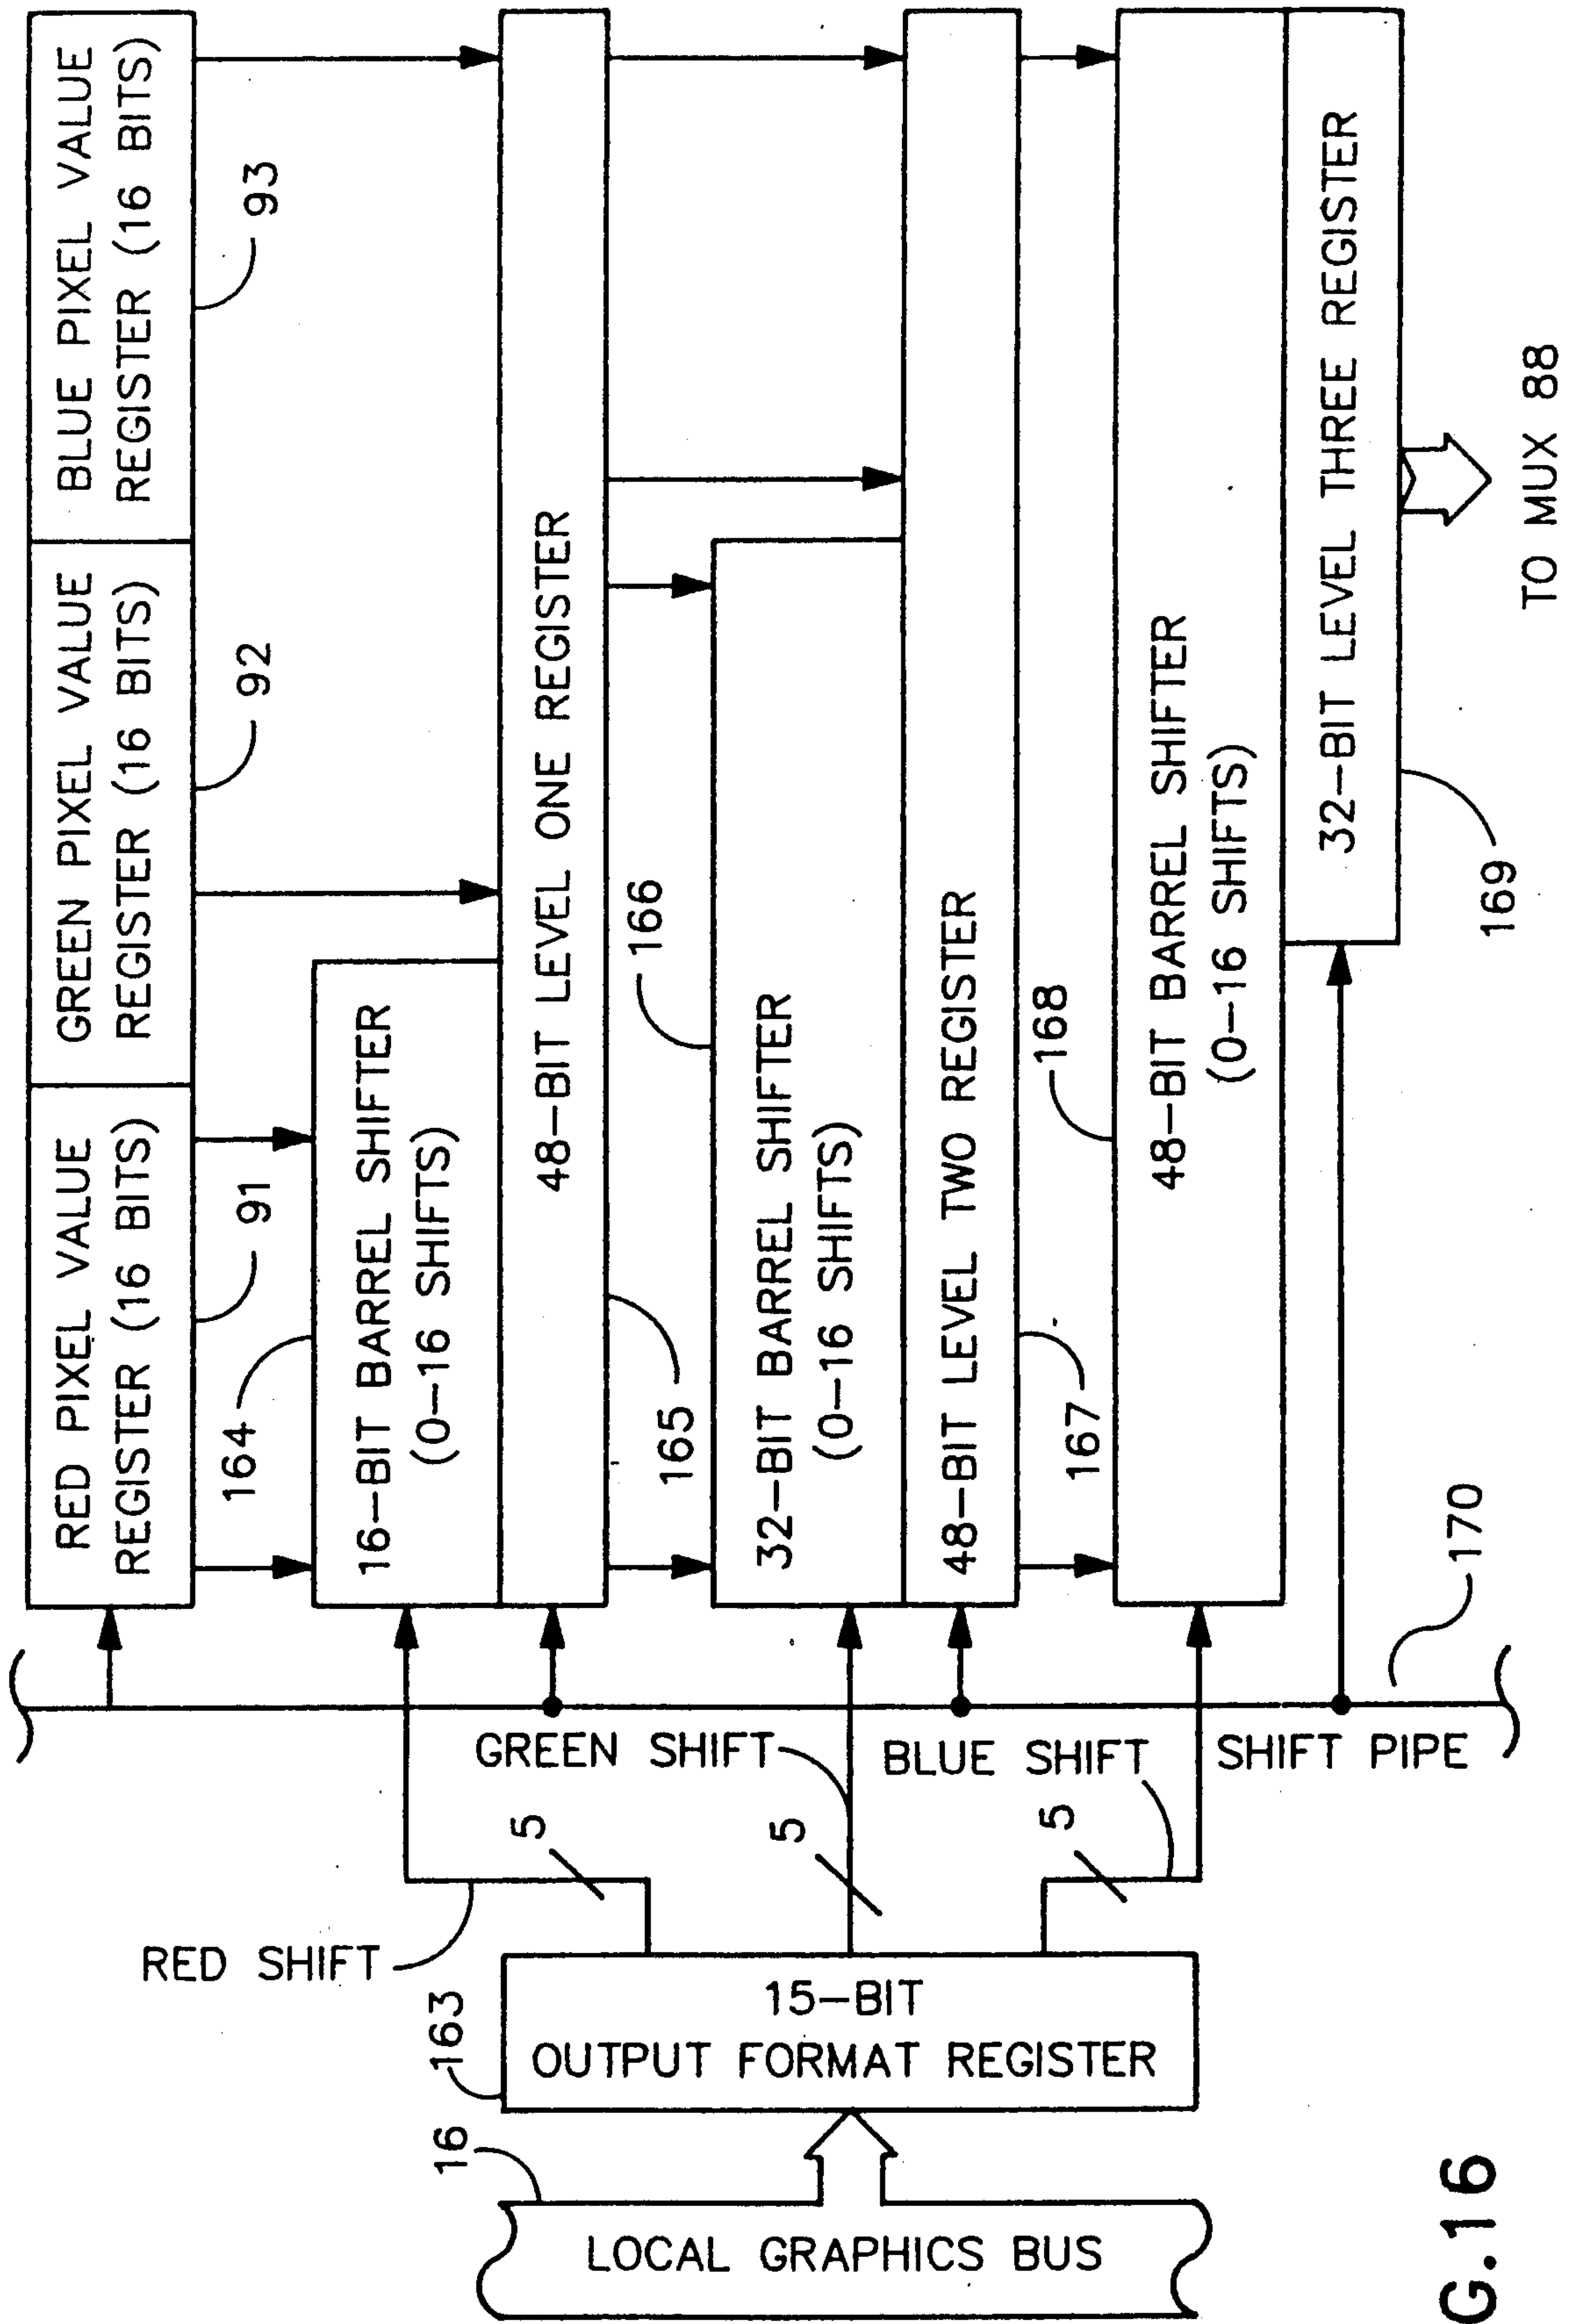 RED PIXEL VALUE
REGISTER (16 BITS)
GREEN PIXEL VALUE
REGISTER (16 BITS)
BLUE PIXEL VALUE
REGISTER (16 BITS)
91
92
93
164
16-BIT BARREL SHIFTER
(0-16 SHIFTS)
48-BIT LEVEL ONE REGISTER
165
166
32-BIT BARREL SHIFTER
(0-16 SHIFTS)
48-BIT LEVEL TWO REGISTER
167
168
48-BIT BARREL SHIFTER
(0-16 SHIFTS)
32-BIT LEVEL THREE REGISTER
169
TO MUX 88
170
GREEN SHIFT
BLUE SHIFT
SHIFT PIPE
5
5
5
RED SHIFT
163
15-BIT
OUTPUT FORMAT REGISTER
16
LOCAL GRAPHICS BUS
G.16